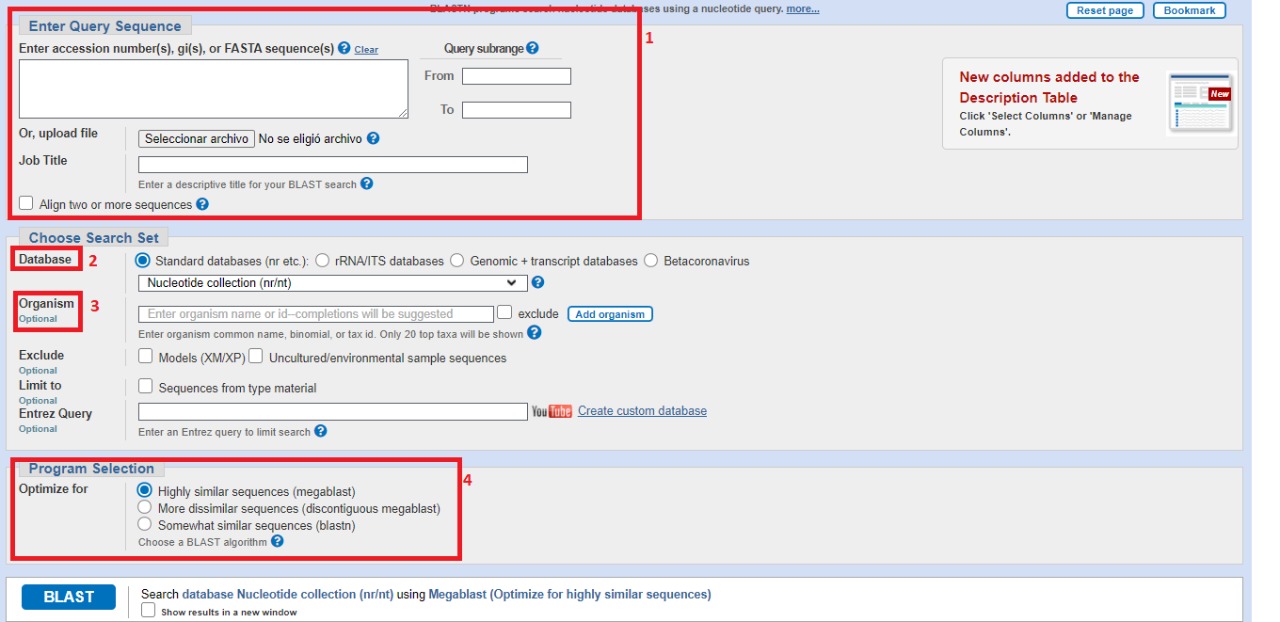 BLASTN programs search nucleotide databases using a nucleotide query. more...
Reset page
Bookmark
Enter Query Sequence
1
Enter accession number(s), gi(s), or FASTA sequence(s) Clear
Query subrange
From
To
New columns added to the
Description Table
Click 'Select Columns' or 'Manage
Columns'.
New
Or, upload file
Seleccionar archivo No se eligió archivo
Job Title
Enter a descriptive title for your BLAST search
Align two or more sequences
Choose Search Set
Database 2
Standard databases (nr etc.): rRNA/ITS databases Genomic + transcript databases Betacoronavirus
Nucleotide collection (nr/nt)
Organism 3
Optional
Enter organism name or id--completions will be suggested exclude Add organism
Enter organism common name, binomial, or tax id. Only 20 top taxa will be shown
Exclude
Optional
Models (XM/XP) Uncultured/environmental sample sequences
Limit to
Optional
Sequences from type material
Entrez Query
Optional
You Tube Create custom database
Enter an Entrez query to limit search
Program Selection
4
Optimize for
Highly similar sequences (megablast)
More dissimilar sequences (discontiguous megablast)
Somewhat similar sequences (blastn)
Choose a BLAST algorithm
BLAST
Search database Nucleotide collection (nr/nt) using Megablast (Optimize for highly similar sequences)
Show results in a new window